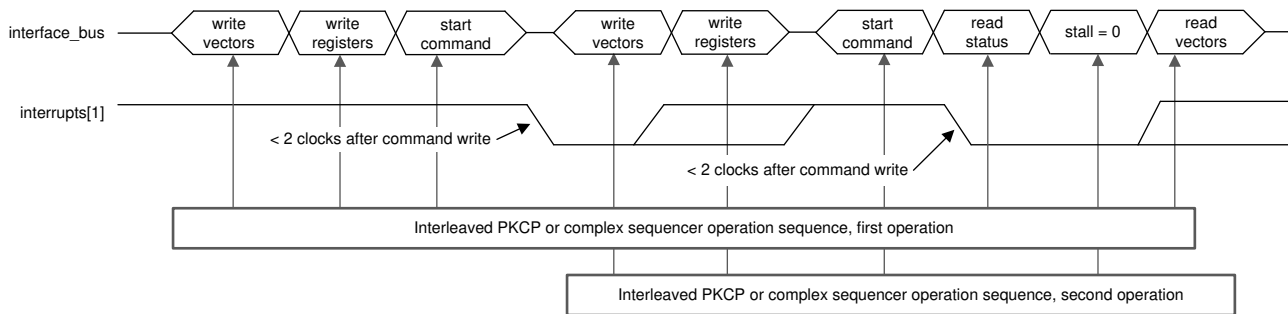 interface_bus
write
vectors
write
registers
start
command
write
vectors
write
registers
start
command
read
status
stall = 0
read
vectors
interrupts[1]
< 2 clocks after command write
< 2 clocks after command write
Interleaved PKCP or complex sequencer operation sequence, first operation
Interleaved PKCP or complex sequencer operation sequence, second operation